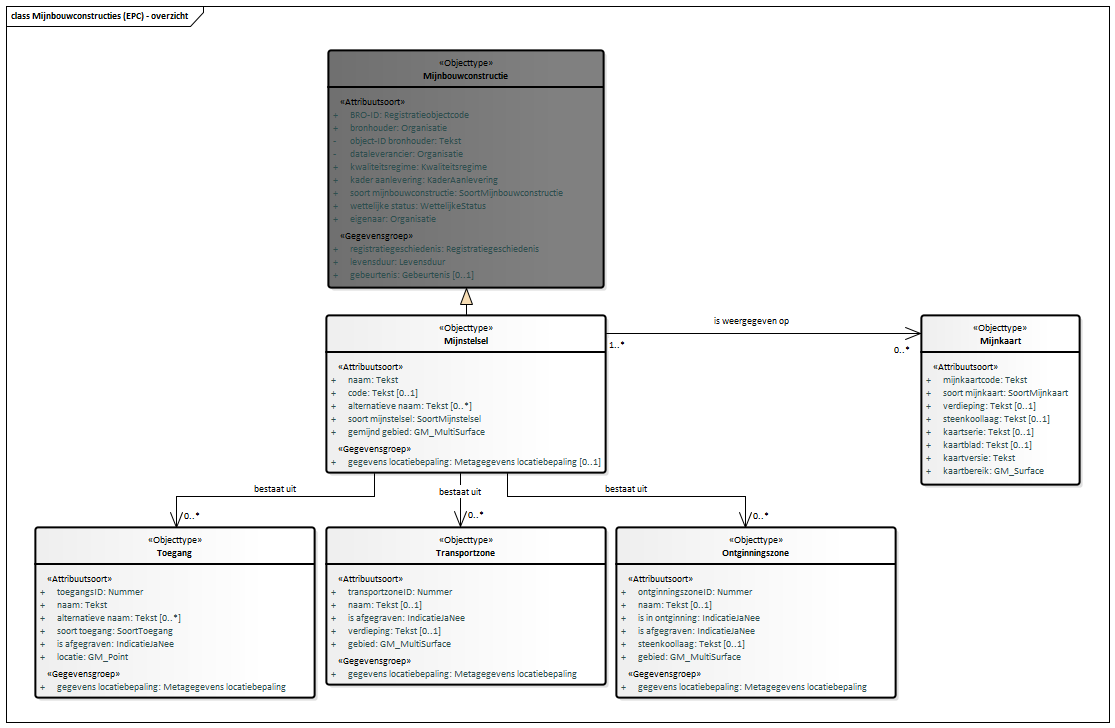 class Mijnbouwconstructies (EPC) - overzicht
«Objecttype»
Mijnbouwconstructie
«Attribuutsoort»
+ BRO-ID: Registratieobjectcode
+ bronhouder: Organisatie
- object-ID bronhouder: Tekst
- dataleverancier: Organisatie
+ kwaliteitsregime: Kwaliteitsregime
+ kader aanlevering: KaderAanlevering
+ soort mijnbouwconstructie: SoortMijnbouwconstructie
+ wettelijke status: WettelijkeStatus
+ eigenaar: Organisatie
«Gegevensgroep»
+ registratiegeschiedenis: Registratiegeschiedenis
+ levensduur: Levensduur
+ gebeurtenis: Gebeurtenis [0..1]
«Objecttype»
Mijnstelsel
«Attribuutsoort»
+ naam: Tekst
+ code: Tekst [0..1]
+ alternatieve naam: Tekst [0..*]
+ soort mijnstelsel: SoortMijnstelsel
+ gemijnd gebied: GM_MultiSurface
«Gegevensgroep»
+ gegevens locatiebepaling: Metagegevens locatiebepaling [0..1]
is weergegeven op
1..*
0..*
«Objecttype»
Mijnkaart
«Attribuutsoort»
+ mijnkaartcode: Tekst
+ soort mijnkaart: SoortMijnkaart
+ verdieping: Tekst [0..1]
+ steenkoollaag: Tekst [0..1]
+ kaartserie: Tekst [0..1]
+ kaartblad: Tekst [0..1]
+ kaartversie: Tekst
+ kaartbereik: GM_Surface
bestaat uit
0..*
bestaat uit
0..*
bestaat uit
0..*
«Objecttype»
Toegang
«Attribuutsoort»
+ toegangsID: Nummer
+ naam: Tekst
+ alternatieve naam: Tekst [0..*]
+ soort toegang: SoortToegang
+ is afgegraven: IndicatieJaNee
+ locatie: GM_Point
«Gegevensgroep»
+ gegevens locatiebepaling: Metagegevens locatiebepaling
«Objecttype»
Transportzone
«Attribuutsoort»
+ transportzoneID: Nummer
+ naam: Tekst [0..1]
+ is afgegraven: IndicatieJaNee
+ verdieping: Tekst [0..1]
+ gebied: GM_MultiSurface
«Gegevensgroep»
+ gegevens locatiebepaling: Metagegevens locatiebepaling
«Objecttype»
Ontginningszone
«Attribuutsoort»
+ ontginningszoneID: Nummer
+ naam: Tekst [0..1]
+ is in ontginning: IndicatieJaNee
+ is afgegraven: IndicatieJaNee
+ steenkoollaag: Tekst [0..1]
+ gebied: GM_MultiSurface
«Gegevensgroep»
+ gegevens locatiebepaling: Metagegevens locatiebepaling